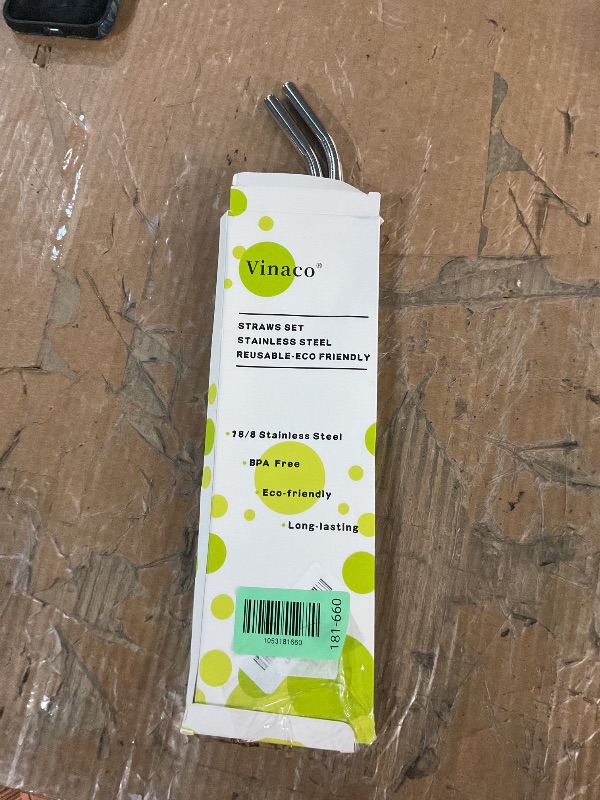 Vinaco®
STRAWS SET
STAINLESS STEEL
REUSABLE-ECO FRIENDLY
18/8 Stainless Steel
BPA Free
Eco-friendly
Long-lasting
1053181660
181-660